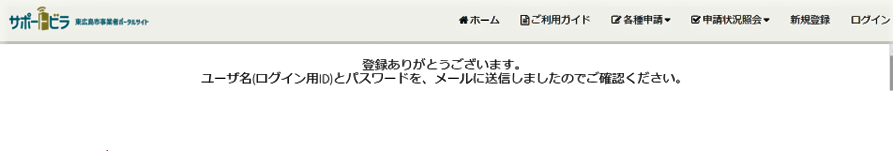 サポートビラ 東広島市事業者ポータルサイト ホーム ご利用ガイド 各種申請 申請状況照会 新規登録 ログイン
登録ありがとうございます。
ユーザ名(ログイン用ID)とパスワードを、メールに送信しましたのでご確認ください。